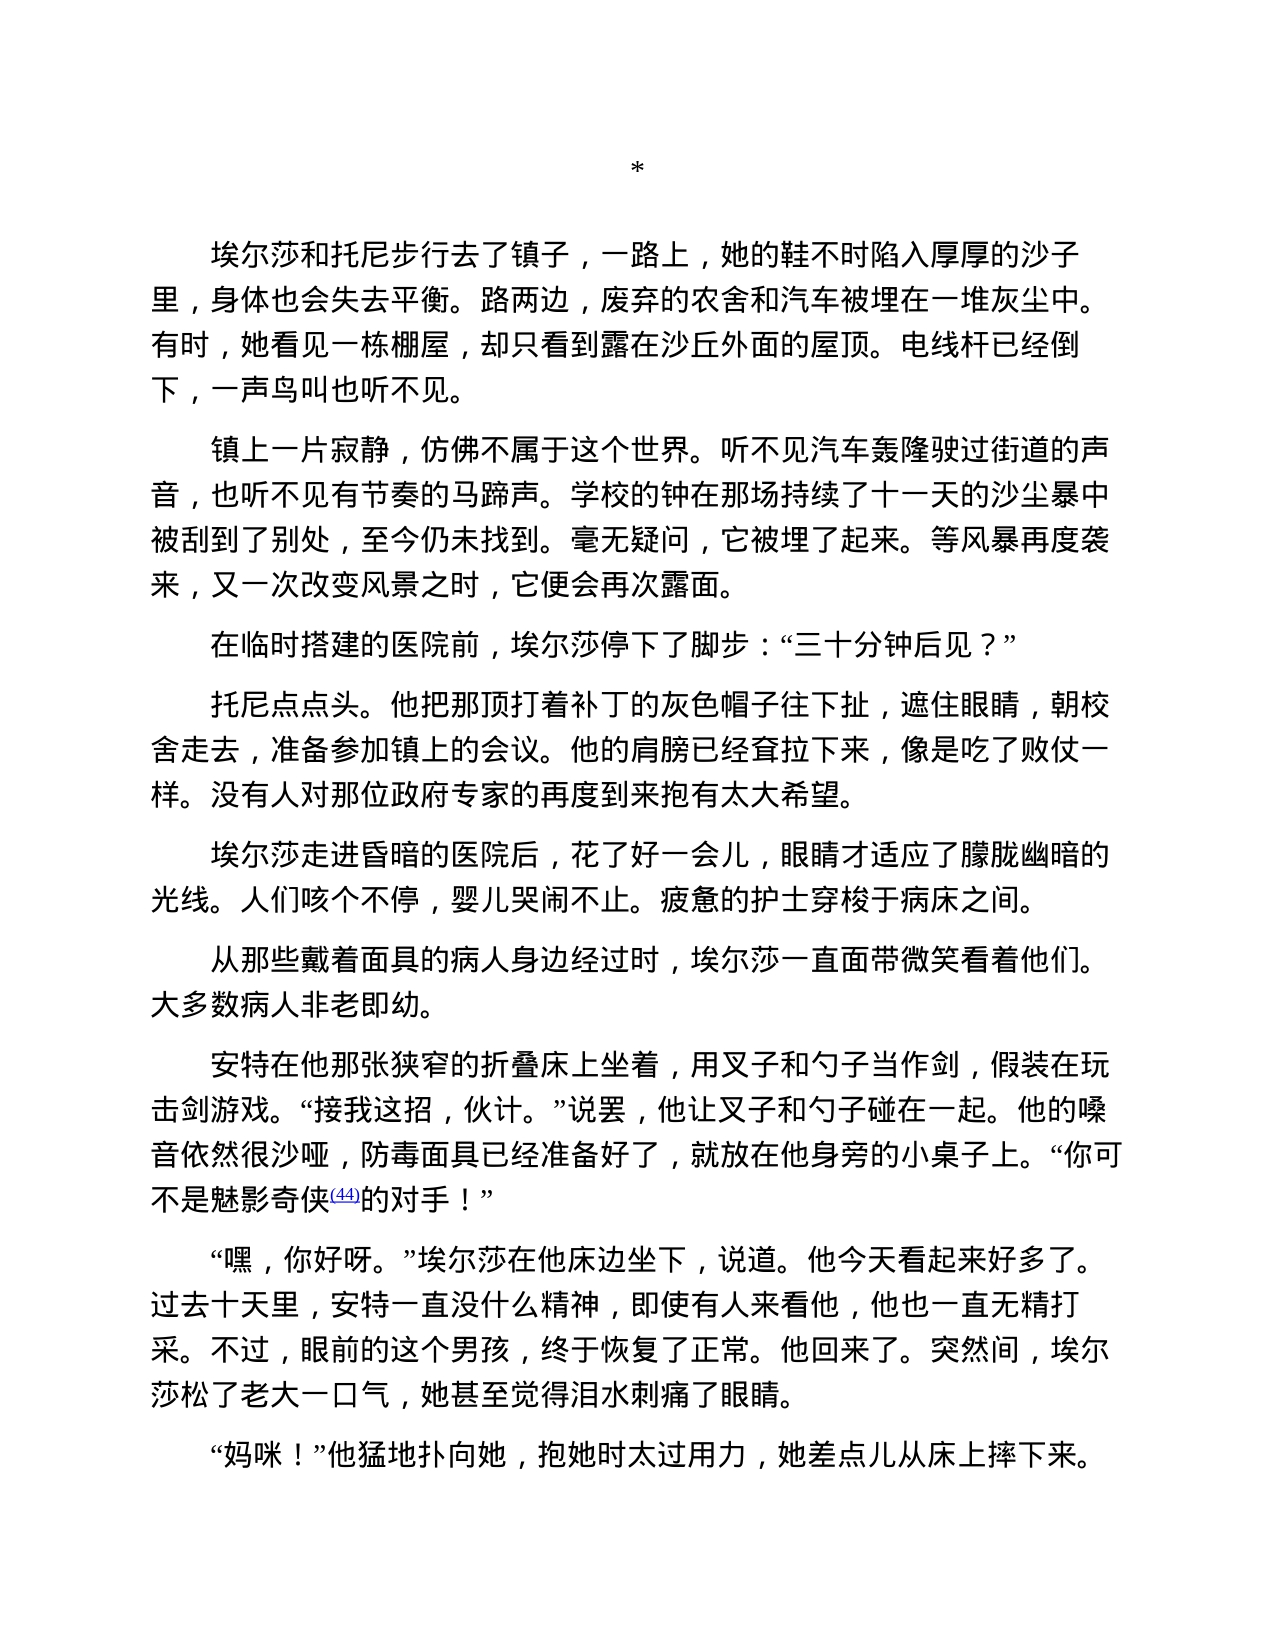 *
埃尔莎和托尼步行去了镇子，一路上，她的鞋不时陷入厚厚的沙子
里，身体也会失去平衡。路两边，废弃的农舍和汽车被埋在一堆灰尘中。
有时，她看见一栋棚屋，却只看到露在沙丘外面的屋顶。电线杆已经倒
下，一声鸟叫也听不见。
镇上一片寂静，仿佛不属于这个世界。听不见汽车轰隆驶过街道的声
音，也听不见有节奏的马蹄声。学校的钟在那场持续了十一天的沙尘暴中
被刮到了别处，至今仍未找到。毫无疑问，它被埋了起来。等风暴再度袭
来，又一次改变风景之时，它便会再次露面。
在临时搭建的医院前，埃尔莎停下了脚步：“三十分钟后见？”
托尼点点头。他把那顶打着补丁的灰色帽子往下扯，遮住眼睛，朝校
舍走去，准备参加镇上的会议。他的肩膀已经耷拉下来，像是吃了败仗一
样。没有人对那位政府专家的再度到来抱有太大希望。
埃尔莎走进昏暗的医院后，花了好一会儿，眼睛才适应了朦胧幽暗的
光线。人们咳个不停，婴儿哭闹不止。疲惫的护士穿梭于病床之间。
从那些戴着面具的病人身边经过时，埃尔莎一直面带微笑看着他们。
大多数病人非老即幼。
安特在他那张狭窄的折叠床上坐着，用叉子和勺子当作剑，假装在玩
击剑游戏。“接我这招，伙计。”说罢，他让叉子和勺子碰在一起。他的嗓
音依然很沙哑，防毒面具已经准备好了，就放在他身旁的小桌子上。“你可
不是魅影奇侠(44)的对手！”
“嘿，你好呀。”埃尔莎在他床边坐下，说道。他今天看起来好多了。
过去十天里，安特一直没什么精神，即使有人来看他，他也一直无精打
采。不过，眼前的这个男孩，终于恢复了正常。他回来了。突然间，埃尔
莎松了老大一口气，她甚至觉得泪水刺痛了眼睛。
“妈咪！”他猛地扑向她，抱她时太过用力，她差点儿从床上摔下来。